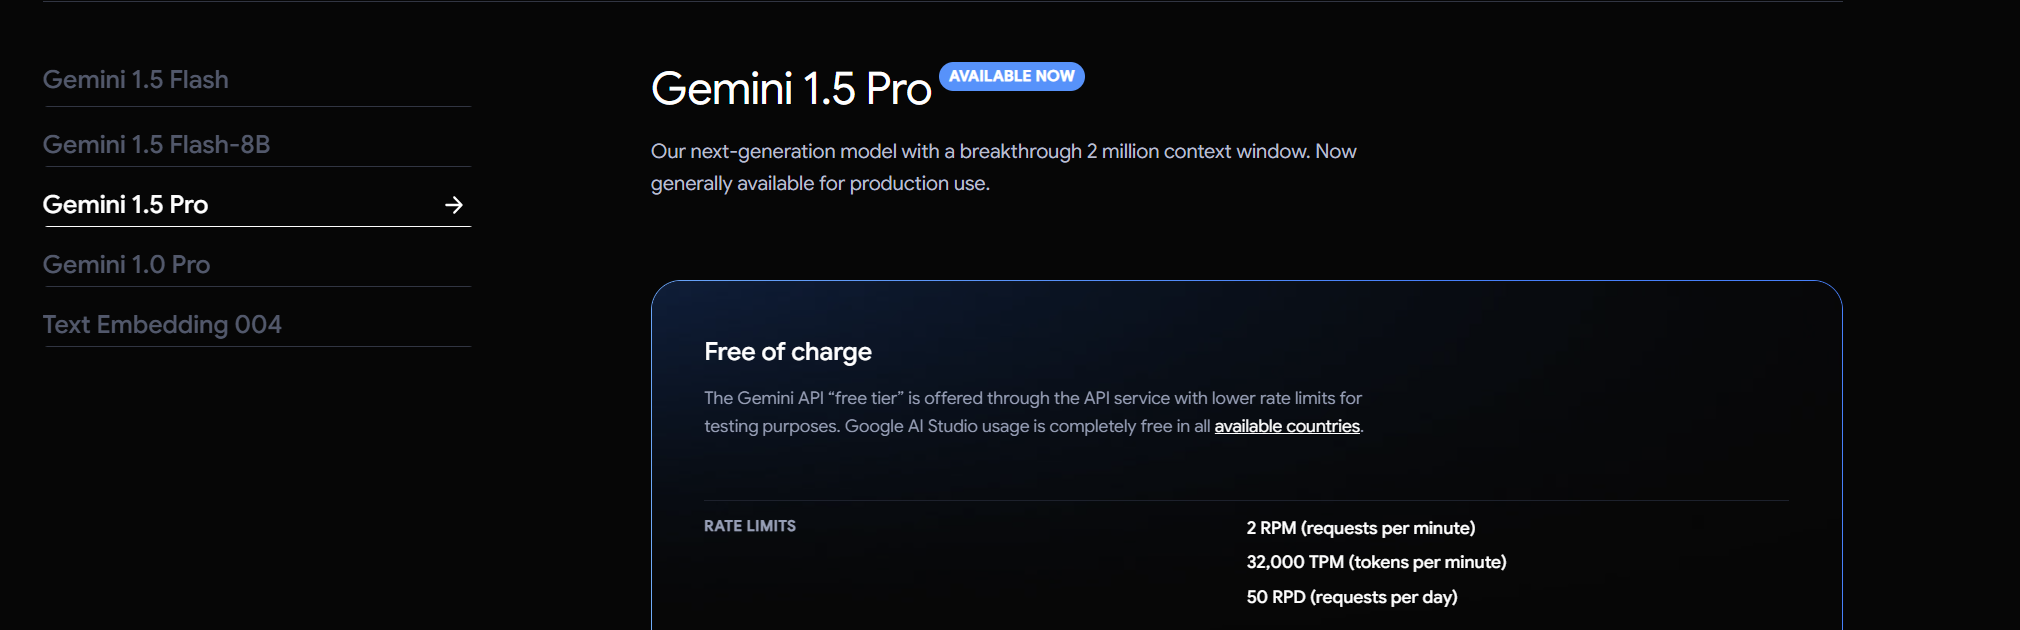 Gemini 1.5 Flash
Gemini 1.5 Flash-8B
Gemini 1.5 Pro
Gemini 1.0 Pro
Text Embedding 004
Gemini 1.5 Pro AVAILABLE NOW
Our next-generation model with a breakthrough 2 million context window. Now
generally available for production use.
Free of charge
The Gemini API “free tier” is offered through the API service with lower rate limits for
testing purposes. Google AI Studio usage is completely free in all available countries.
RATE LIMITS
2 RPM (requests per minute)
32,000 TPM (tokens per minute)
50 RPD (requests per day)